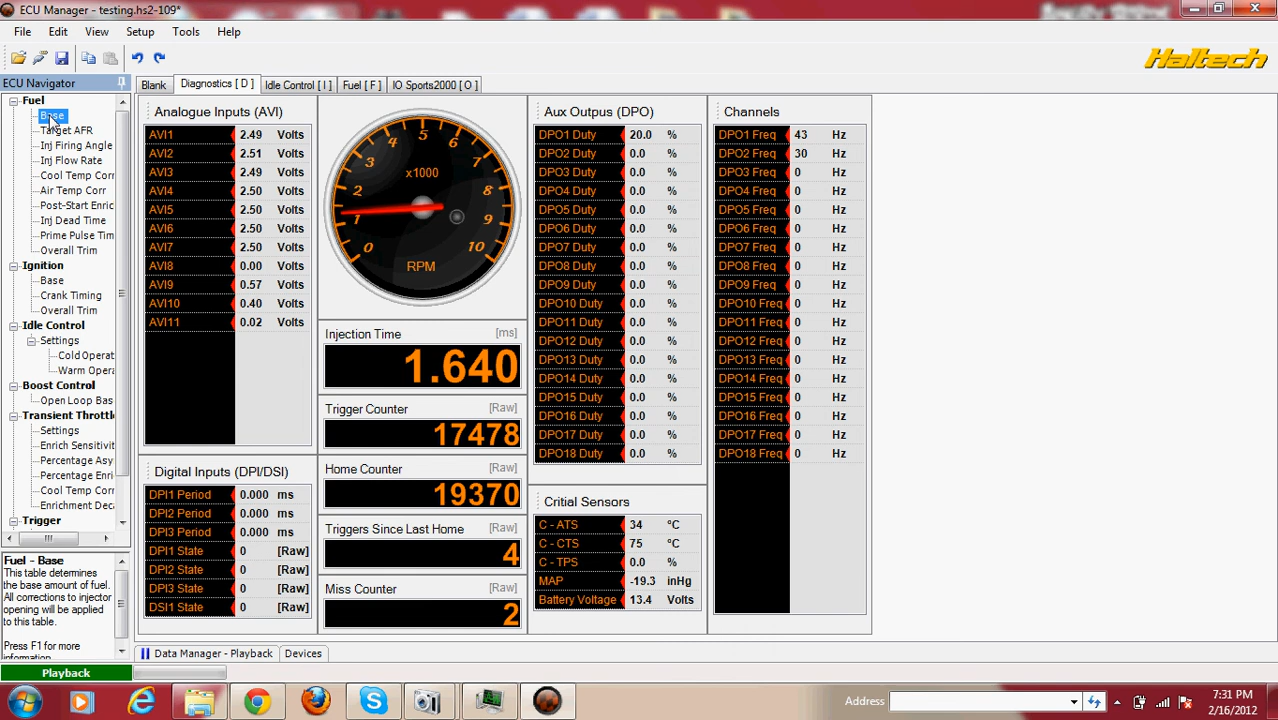 ECU Manager - testing.hs2-109*
File Edit View Setup Tools Help
Haltech
ECU Navigator
Blank Diagnostics [ D ] Idle Control [ I ] Fuel [ F ] IO Sports2000 [ O ]
Fuel
Base
Target AFR
Inj Firing Angle
Inj Flow Rate
Cool Temp Corr
Air Temp Corr
Post-Start Enric
Dead Time
Prime Pulse Tim
Overall Trim
Ignition
Base
Crank Timing
Overall Trim
Idle Control
Settings
Cold Operat
Warm Operat
Boost Control
Open Loop Base
Transient Throttle
Setup
Error Sensitivity
Percentage Asy
Percentage Enri
Cool Temp Corr
Enrichment Deca
Trigger
Fuel - Base
This table determines
the base amount of fuel.
All corrections to injector
opening will be applied
to this table.
Press F1 for more
information
Playback
Analogue Inputs (AVI)
AVI1 2.49 Volts
AVI2 2.51 Volts
AVI3 2.49 Volts
AVI4 2.50 Volts
AVI5 2.50 Volts
AVI6 2.50 Volts
AVI7 2.50 Volts
AVI8 0.00 Volts
AVI9 0.57 Volts
AVI10 0.40 Volts
AVI11 0.02 Volts
Digital Inputs (DPI/DSI)
DPI1 Period 0.000 ms
DPI2 Period 0.000 ms
DPI3 Period 0.000 ms
DPI1 State 0 [Raw]
DPI2 State 0 [Raw]
DPI3 State 0 [Raw]
DSI1 State 0 [Raw]
0 1 2 3 4 5 6 7 8 9 10
x1000
RPM
Injection Time [ms]
1.640
Trigger Counter [Raw]
17478
Home Counter [Raw]
19370
Triggers Since Last Home [Raw]
4
Miss Counter [Raw]
2
Aux Outpus (DPO)
DPO1 Duty 20.0 %
DPO2 Duty 0.0 %
DPO3 Duty 0.0 %
DPO4 Duty 0.0 %
DPO5 Duty 0.0 %
DPO6 Duty 0.0 %
DPO7 Duty 0.0 %
DPO8 Duty 0.0 %
DPO9 Duty 0.0 %
DPO10 Duty 0.0 %
DPO11 Duty 0.0 %
DPO12 Duty 0.0 %
DPO13 Duty 0.0 %
DPO14 Duty 0.0 %
DPO15 Duty 0.0 %
DPO16 Duty 0.0 %
DPO17 Duty 0.0 %
DPO18 Duty 0.0 %
Critial Sensors
C - ATS 34 °C
C - CTS 75 °C
C - TPS 0.0 %
MAP -19.3 inHg
Battery Voltage 13.4 Volts
Channels
DPO1 Freq 43 Hz
DPO2 Freq 30 Hz
DPO3 Freq 0 Hz
DPO4 Freq 0 Hz
DPO5 Freq 0 Hz
DPO6 Freq 0 Hz
DPO7 Freq 0 Hz
DPO8 Freq 0 Hz
DPO9 Freq 0 Hz
DPO10 Freq 0 Hz
DPO11 Freq 0 Hz
DPO12 Freq 0 Hz
DPO13 Freq 0 Hz
DPO14 Freq 0 Hz
DPO15 Freq 0 Hz
DPO16 Freq 0 Hz
DPO17 Freq 0 Hz
DPO18 Freq 0 Hz
Data Manager - Playback Devices
Address
7:31 PM
2/16/2012